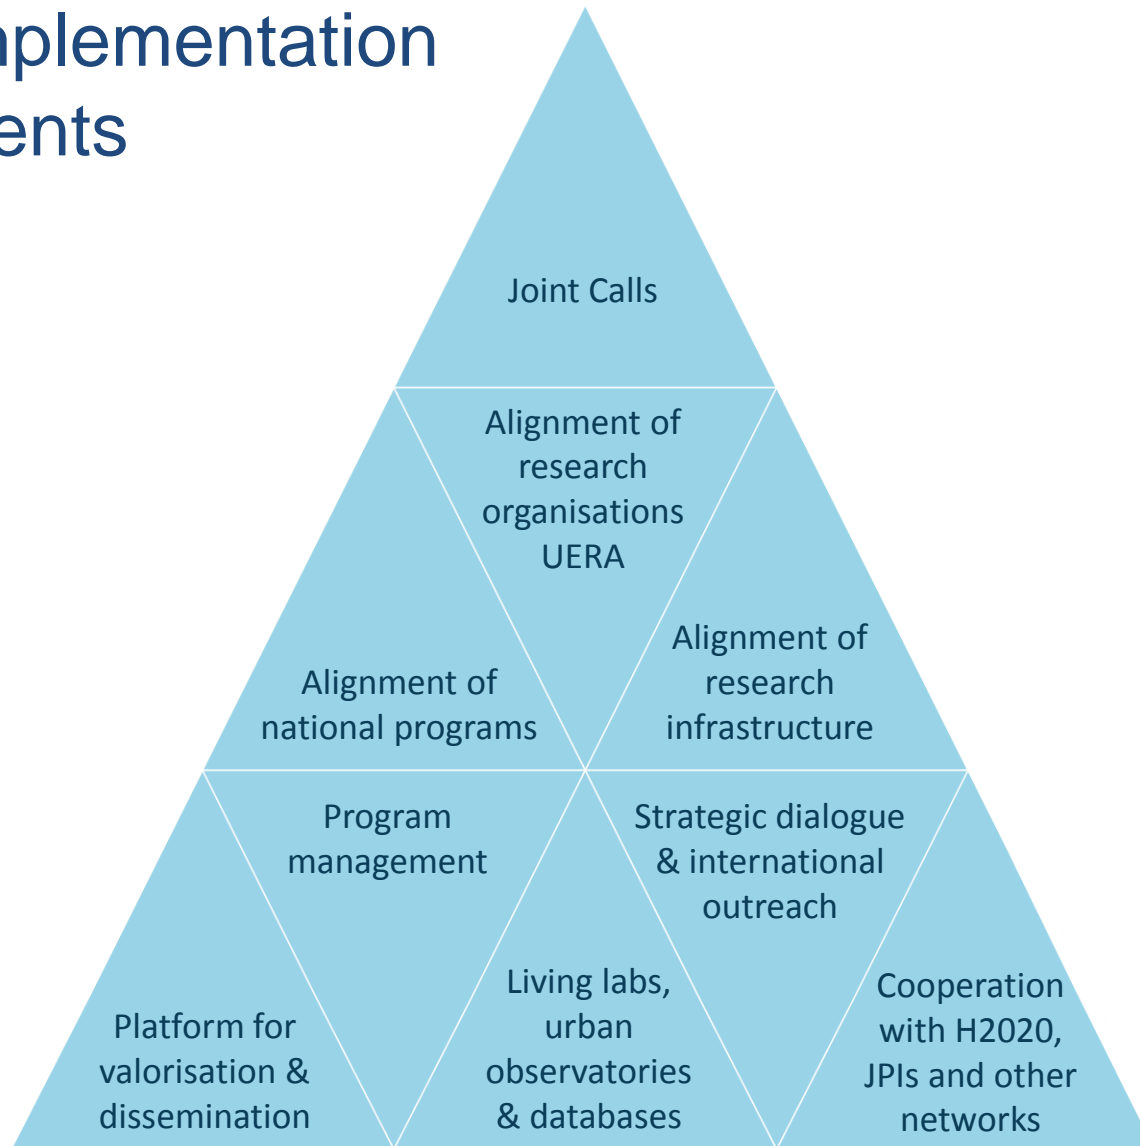 nplementation
ents
Joint Calls
Alignment of
research
organisations
UERA
Alignment of
national programs
Alignment of
research
infrastructure
Program
management
Strategic dialogue
& international
outreach
Platform for
valorisation &
dissemination
Living labs,
urban
observatories
& databases
Cooperation
with H2020,
JPIs and other
networks